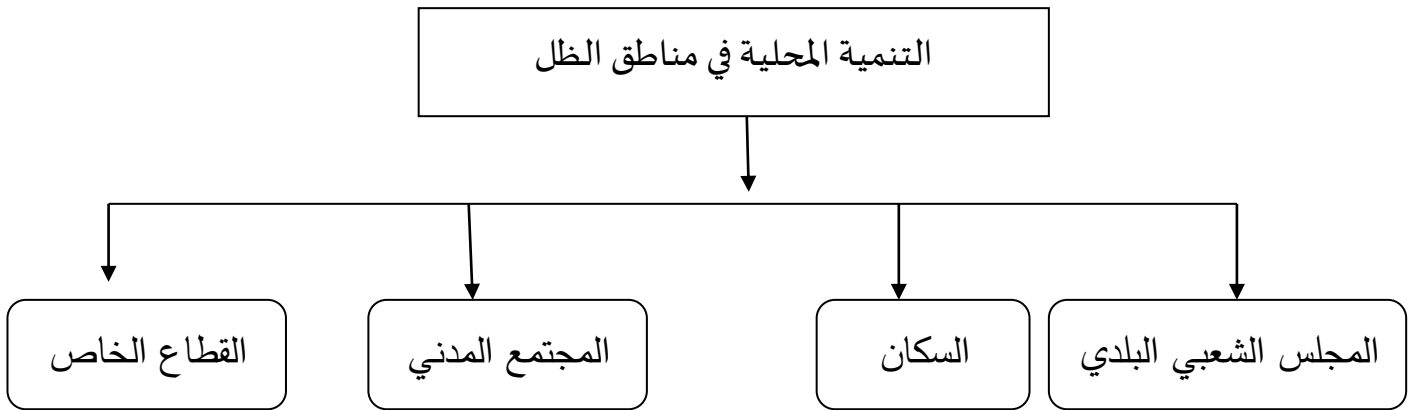 التنمية المحلية في مناطق الظل
المجلس الشعبي البلدي
السكان
المجتمع المدني
القطاع الخاص